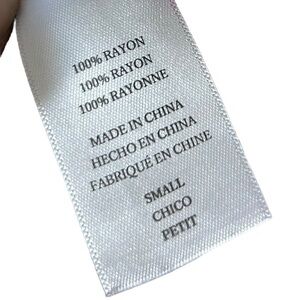 100% RAYON
100% RAYON
100% RAYONNE
MADE IN CHINA
HECHO EN CHINA
FABRIQUÉ EN CHINE
SMALL
CHICO
PETIT